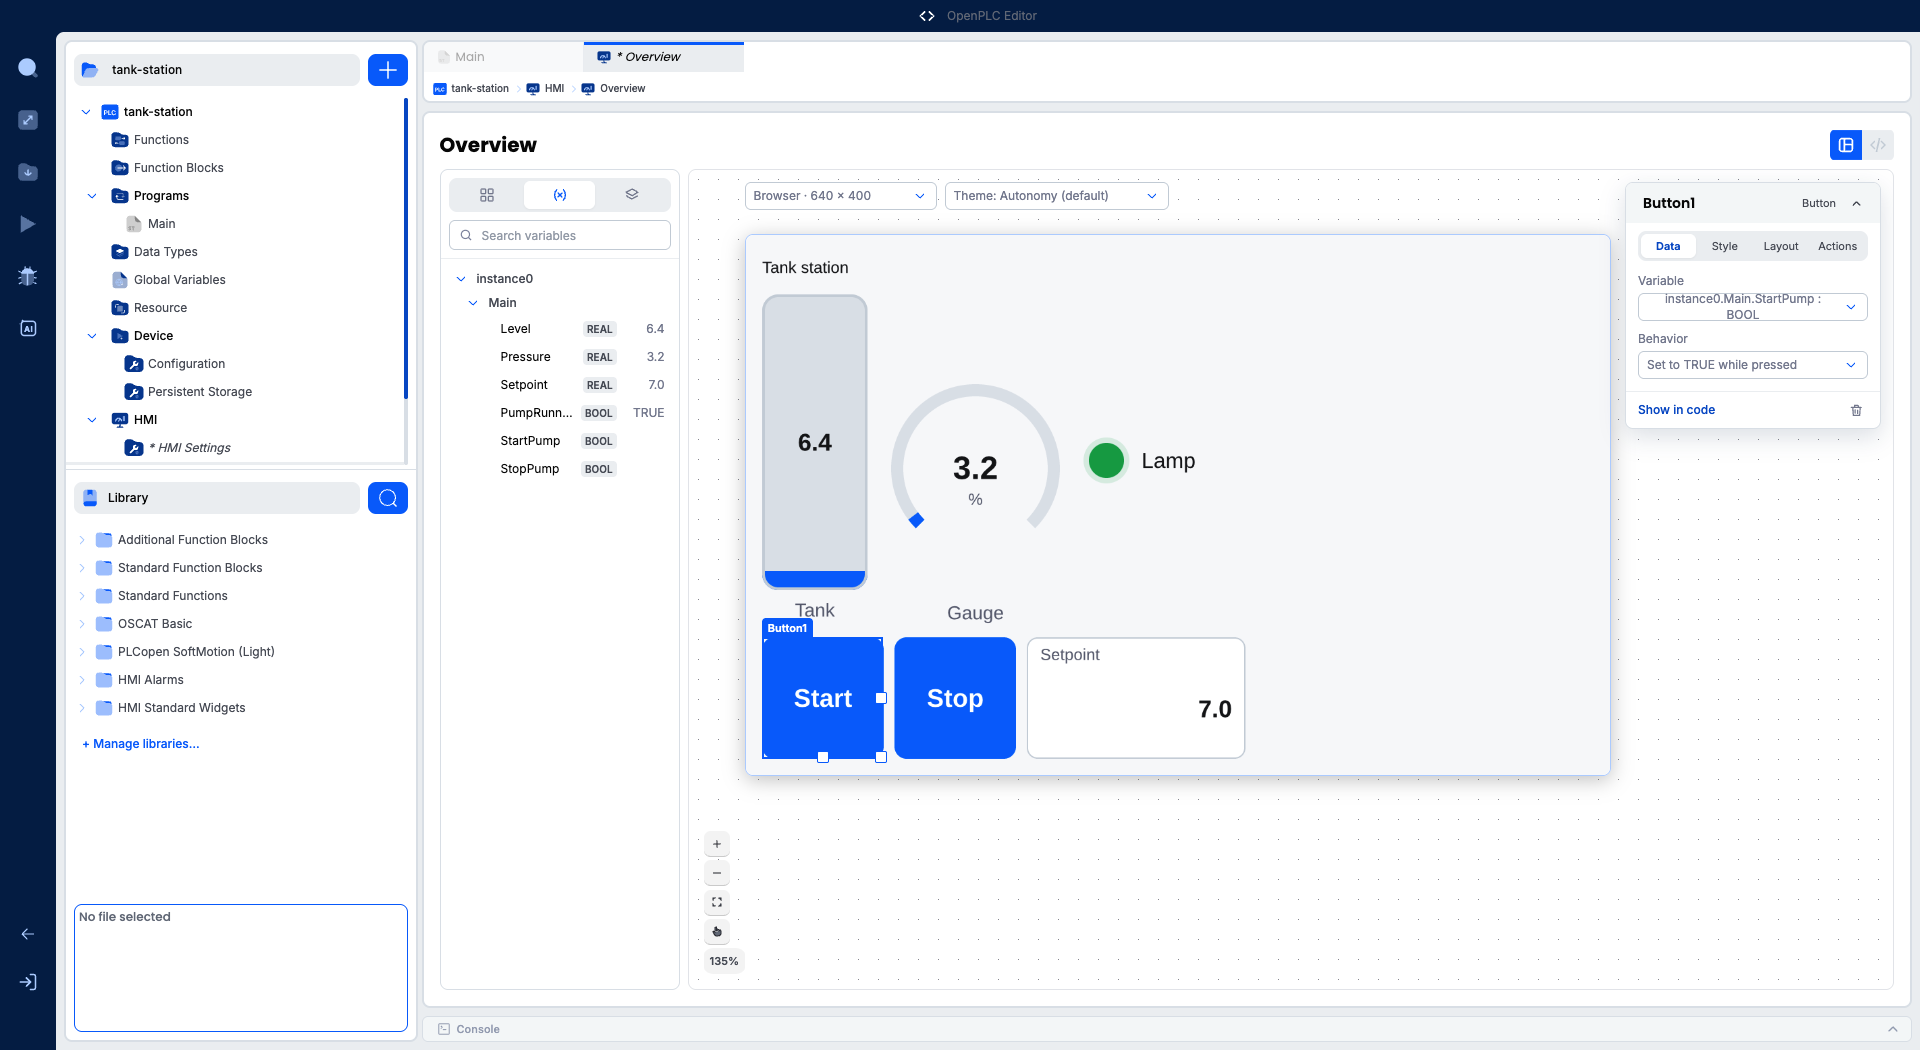 OpenPLC Editor
tank-station
tank-station
Functions
Function Blocks
Programs
Main
Data Types
Global Variables
Resource
Device
Configuration
Persistent Storage
HMI
* HMI Settings
Library
Additional Function Blocks
Standard Function Blocks
Standard Functions
OSCAT Basic
PLCopen SoftMotion (Light)
HMI Alarms
HMI Standard Widgets
+ Manage libraries...
No file selected
Main
* Overview
tank-station
HMI
Overview
Overview
Search variables
instance0
Main
Level REAL 6.4
Pressure REAL 3.2
Setpoint REAL 7.0
PumpRunn... BOOL TRUE
StartPump BOOL
StopPump BOOL
Browser · 640 × 400
Theme: Autonomy (default)
Tank station
6.4
Tank
3.2
%
Gauge
Lamp
Button1
Start
Stop
Setpoint
7.0
135%
Button1 Button
Data Style Layout Actions
Variable
instance0.Main.StartPump :
BOOL
Behavior
Set to TRUE while pressed
Show in code
Console